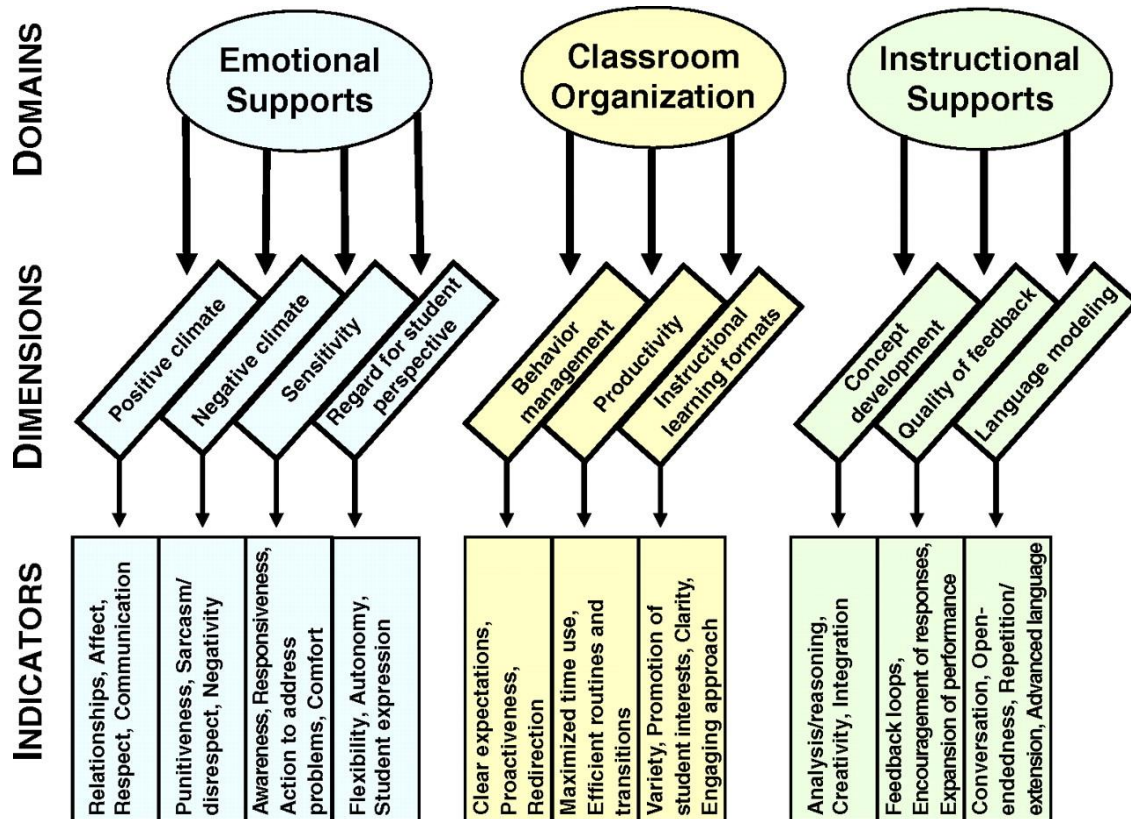 DOMAINS
Emotional
Supports
Classroom
Organization
Instructional
Supports
DIMENSIONS
Positive climate
Negative climate
Sensitivity
Regard for student
perspective
Behavior
management
Productivity
Instructional
learning formats
Concept
development
Quality of feedback
Language modeling
INDICATORS
Relationships, Affect,
Respect, Communication
Punitiveness, Sarcasm/
disrespect, Negativity
Awareness, Responsiveness,
Action to address
problems, Comfort
Flexibility, Autonomy,
Student expression
Clear expectations,
Proactiveness,
Redirection
Maximized time use,
Efficient routines and
transitions
Variety, Promotion of
student interests, Clarity,
Engaging approach
Analysis/reasoning,
Creativity, Integration
Feedback loops,
Encouragement of responses,
Expansion of performance
Conversation, Open-
endedness, Repetition/
extension, Advanced language